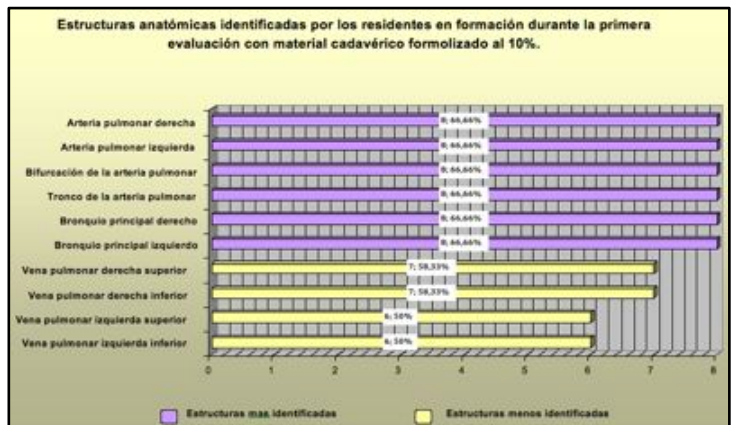 Estructuras anatómicas identificadas por los residentes en formación durante la primera
evaluación con material cadavérico formolizado al 10%.
Arteria pulmonar derecha
8; 66,66%
Arteria pulmonar izquierda
8; 66,66%
Bifurcación de la arteria pulmonar
8; 66,66%
Tronco de la arteria pulmonar
8; 66,66%
Bronquio principal derecho
8; 66,66%
Bronquio principal izquierdo
8; 66,66%
Vena pulmonar derecha superior
7; 58,33%
Vena pulmonar derecha inferior
7; 58,33%
Vena pulmonar izquierda superior
6; 50%
Vena pulmonar izquierda inferior
6; 50%
0 1 2 3 4 5 6 7 8
Estructuras mas identificadas
Estructuras menos identificadas